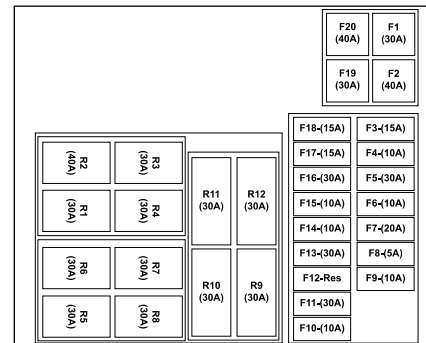 F20 F1
(40A) (30A)
F19 F2
(30A) (40A)
F18-(15A) F3-(15A)
F17-(15A) F4-(10A)
F16-(30A) F5-(30A)
F15-(10A) F6-(10A)
F14-(10A) F7-(20A)
F13-(30A) F8-(5A)
F12-Res F9-(10A)
F11-(30A)
F10-(10A)
R2
(40A)
R3
(30A)
R1
(30A)
R4
(30A)
R6
(30A)
R7
(30A)
R5
(30A)
R8
(30A)
R11 R12
(30A) (30A)
R10 R9
(30A) (30A)